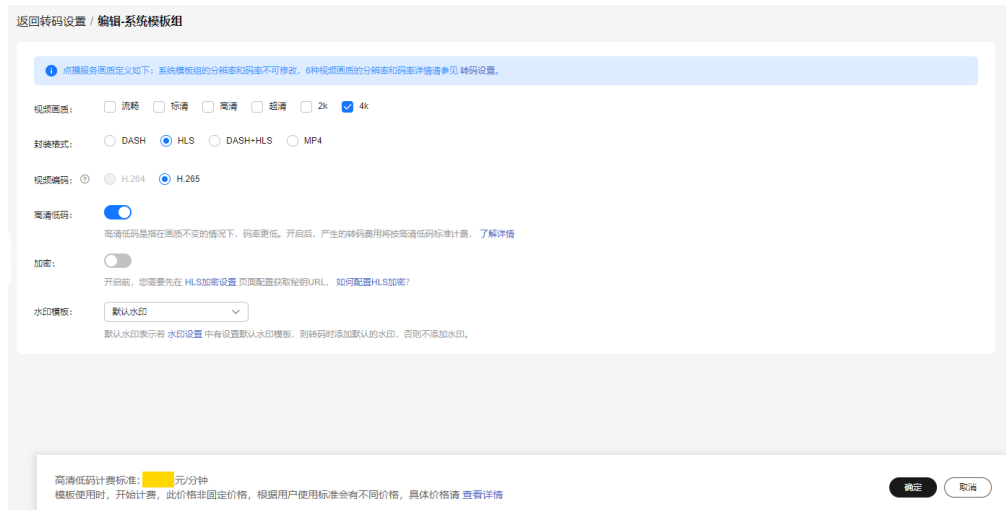 返回转码设置 / 编辑-系统模板组
点播服务画质定义如下：系统模板组的分辨率和码率不可修改，6种视频画质的分辨率和码率详情请参见 转码设置。
视频画质： 流畅 标清 高清 超清 2k 4k
封装格式： DASH HLS DASH+HLS MP4
视频编码： H.264 H.265
高清低码：
高清低码是指在画质不变的情况下，码率更低。开启后，产生的转码费用将按高清低码标准计费， 了解详情
加密：
开启前，您需要先在 HLS加密设置 页面配置获取秘钥URL， 如何配置HLS加密？
水印模板： 默认水印
默认水印表示若 水印设置 中有设置默认水印模板，则转码时添加默认的水印，否则不添加水印。
高清低码计费标准： 元/分钟
模板使用时，开始计费，此价格非固定价格，根据用户使用标准会有不同价格，具体价格请 查看详情
确定 取消